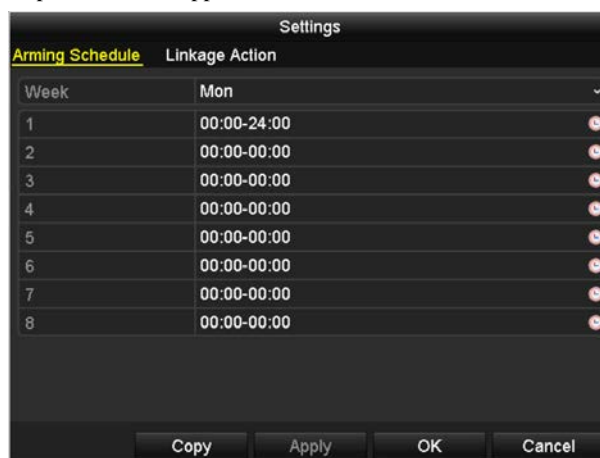 Settings
Arming Schedule Linkage Action
Week Mon
1 00:00-24:00
2 00:00-00:00
3 00:00-00:00
4 00:00-00:00
5 00:00-00:00
6 00:00-00:00
7 00:00-00:00
8 00:00-00:00
Copy Apply OK Cancel